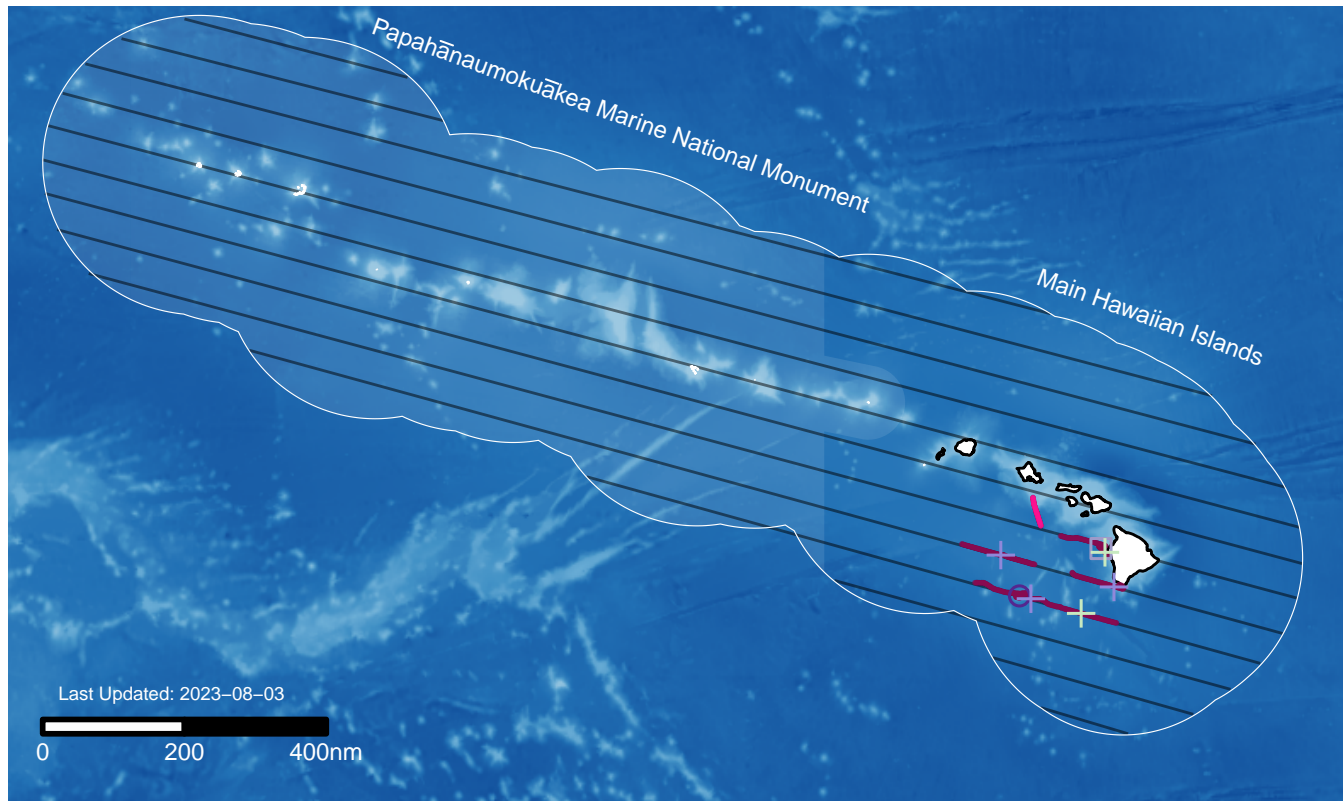 Papahānaumokuākea Marine National Monument
Main Hawaiian Islands
Last Updated: 2023−08−03
0 200 400nm